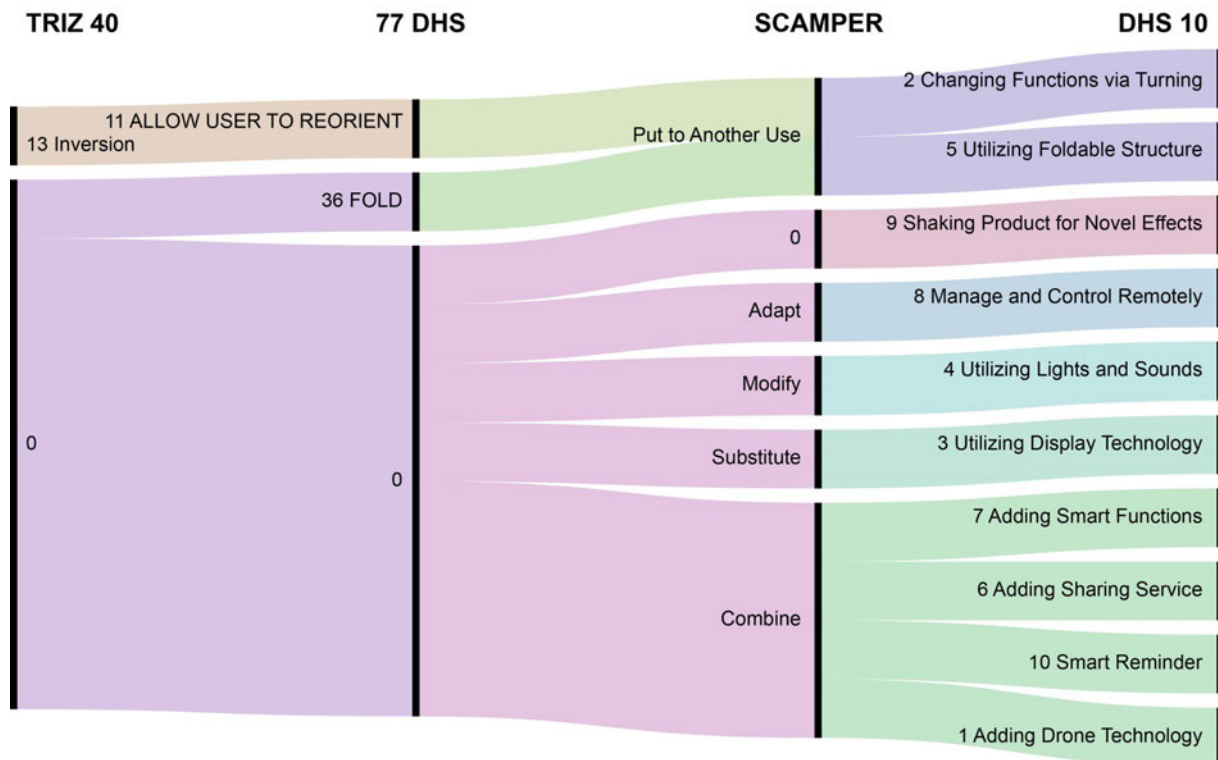 TRIZ 40
77 DHS
SCAMPER
DHS 10
11 ALLOW USER TO REORIENT
13 Inversion
36 FOLD
0
0
Put to Another Use
0
Adapt
Modify
Substitute
Combine
2 Changing Functions via Turning
5 Utilizing Foldable Structure
9 Shaking Product for Novel Effects
8 Manage and Control Remotely
4 Utilizing Lights and Sounds
3 Utilizing Display Technology
7 Adding Smart Functions
6 Adding Sharing Service
10 Smart Reminder
1 Adding Drone Technology